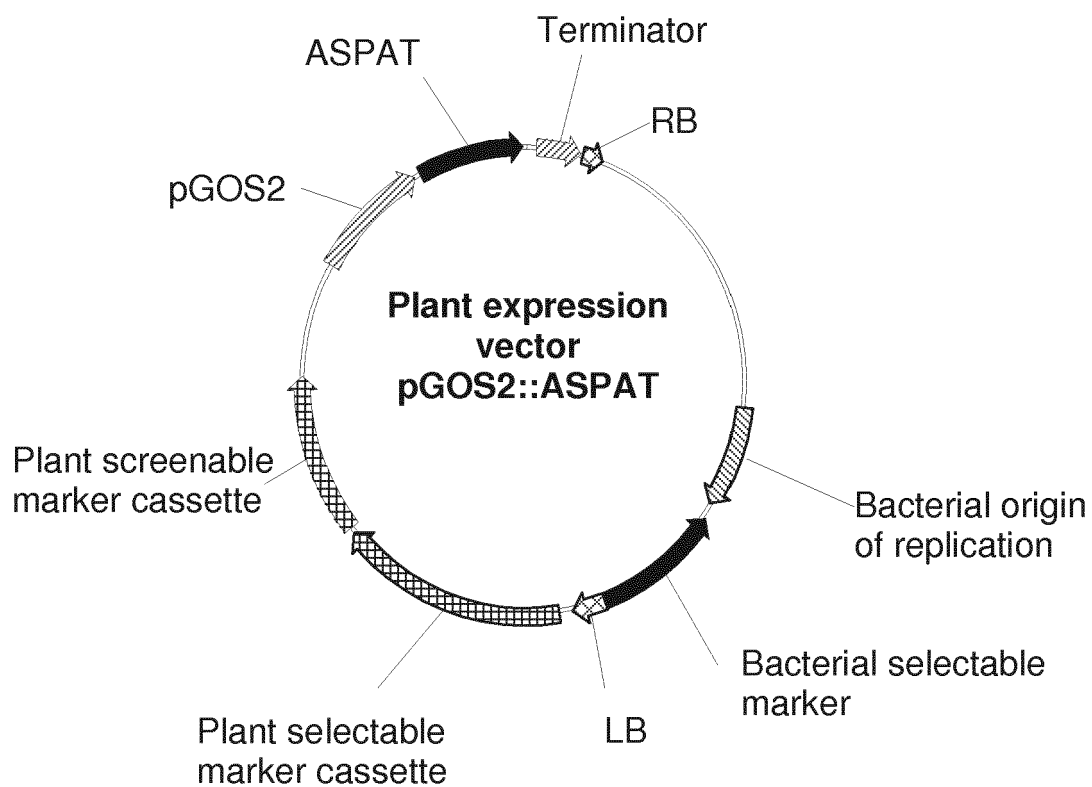 Terminator
ASPAT
RB
pGOS2
Plant expression
vector
pGOS2::ASPAT
Plant screenable
marker cassette
Bacterial origin
of replication
Bacterial selectable
marker
LB
Plant selectable
marker cassette